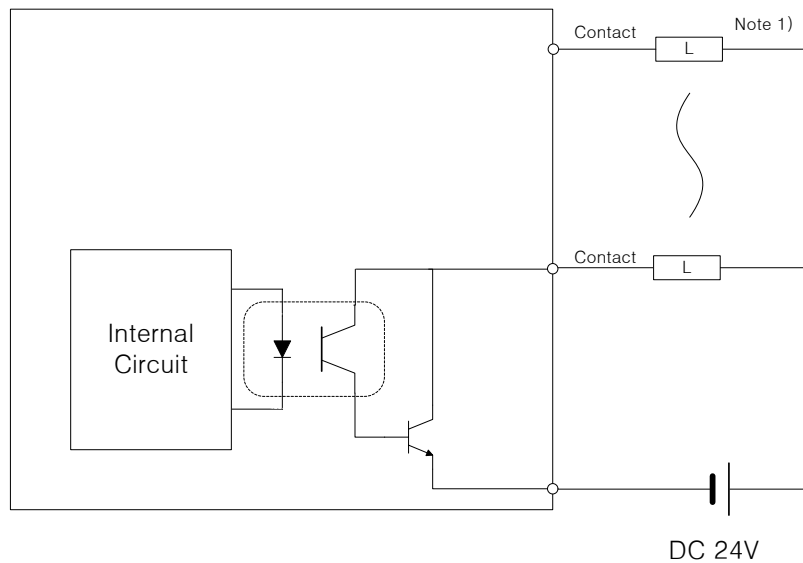 Contact
L
Note 1)
Contact
L
Internal
Circuit
DC 24V